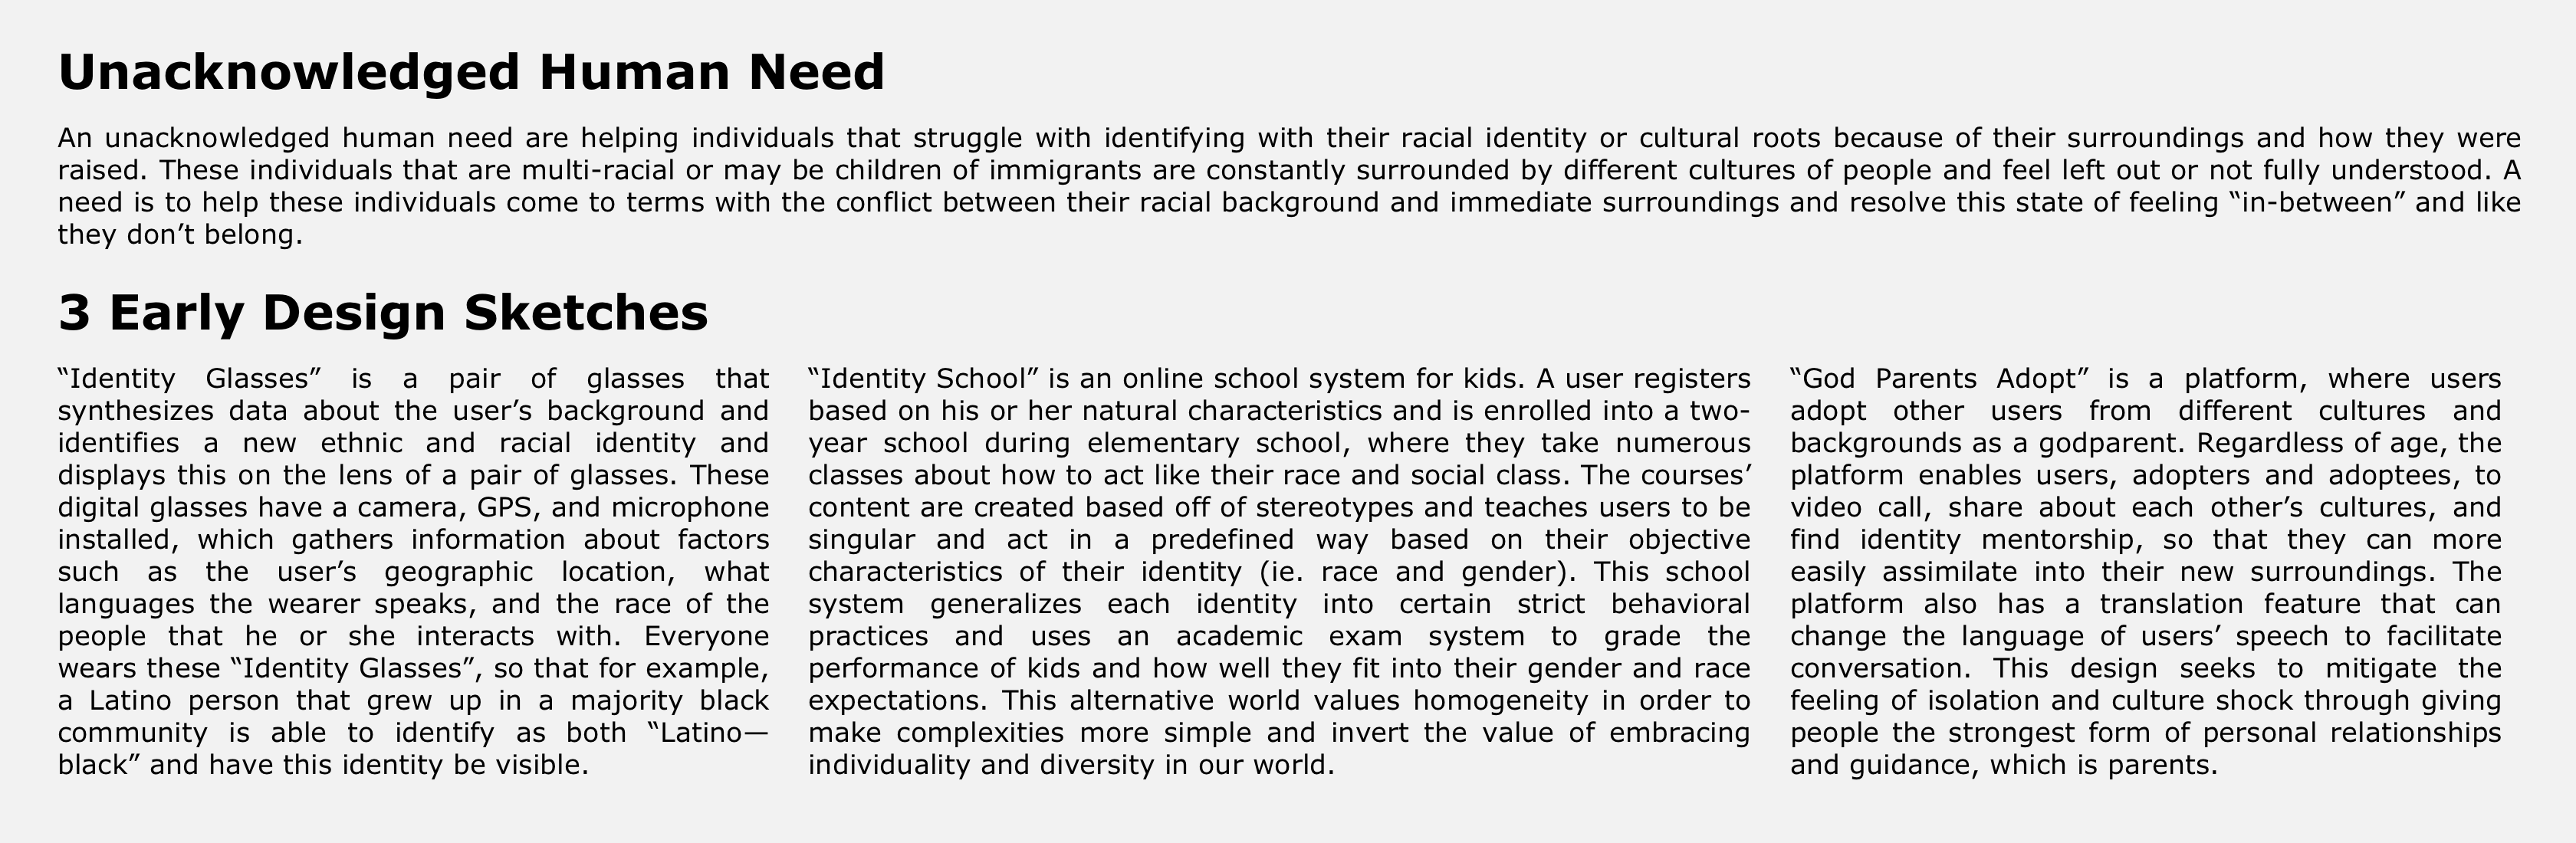 Unacknowledged Human Need
An unacknowledged human need are helping individuals that struggle with identifying with their racial identity or cultural roots because of their surroundings and how they were
raised. These individuals that are multi-racial or may be children of immigrants are constantly surrounded by different cultures of people and feel left out or not fully understood. A
need is to help these individuals come to terms with the conflict between their racial background and immediate surroundings and resolve this state of feeling “in-between” and like
they don’t belong.
3 Early Design Sketches
“Identity Glasses” is a pair of glasses that
synthesizes data about the user’s background and
identifies a new ethnic and racial identity and
displays this on the lens of a pair of glasses. These
digital glasses have a camera, GPS, and microphone
installed, which gathers information about factors
such as the user’s geographic location, what
languages the wearer speaks, and the race of the
people that he or she interacts with. Everyone
wears these “Identity Glasses”, so that for example,
a Latino person that grew up in a majority black
community is able to identify as both “Latino—
black” and have this identity be visible.
“Identity School” is an online school system for kids. A user registers
based on his or her natural characteristics and is enrolled into a two-
year school during elementary school, where they take numerous
classes about how to act like their race and social class. The courses’
content are created based off of stereotypes and teaches users to be
singular and act in a predefined way based on their objective
characteristics of their identity (ie. race and gender). This school
system generalizes each identity into certain strict behavioral
practices and uses an academic exam system to grade the
performance of kids and how well they fit into their gender and race
expectations. This alternative world values homogeneity in order to
make complexities more simple and invert the value of embracing
individuality and diversity in our world.
“God Parents Adopt” is a platform, where users
adopt other users from different cultures and
backgrounds as a godparent. Regardless of age, the
platform enables users, adopters and adoptees, to
video call, share about each other’s cultures, and
find identity mentorship, so that they can more
easily assimilate into their new surroundings. The
platform also has a translation feature that can
change the language of users’ speech to facilitate
conversation. This design seeks to mitigate the
feeling of isolation and culture shock through giving
people the strongest form of personal relationships
and guidance, which is parents.